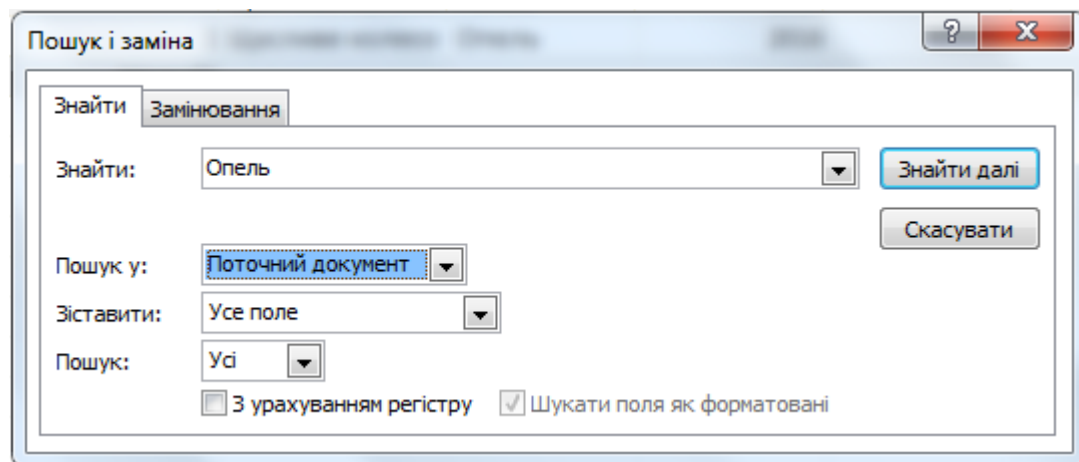 Пошук і заміна
Знайти Замінювання
Знайти: Опель Знайти далі
Скасувати
Пошук у: Поточний документ
Зіставити: Усе поле
Пошук: Усі
З урахуванням регістру Шукати поля як форматовані